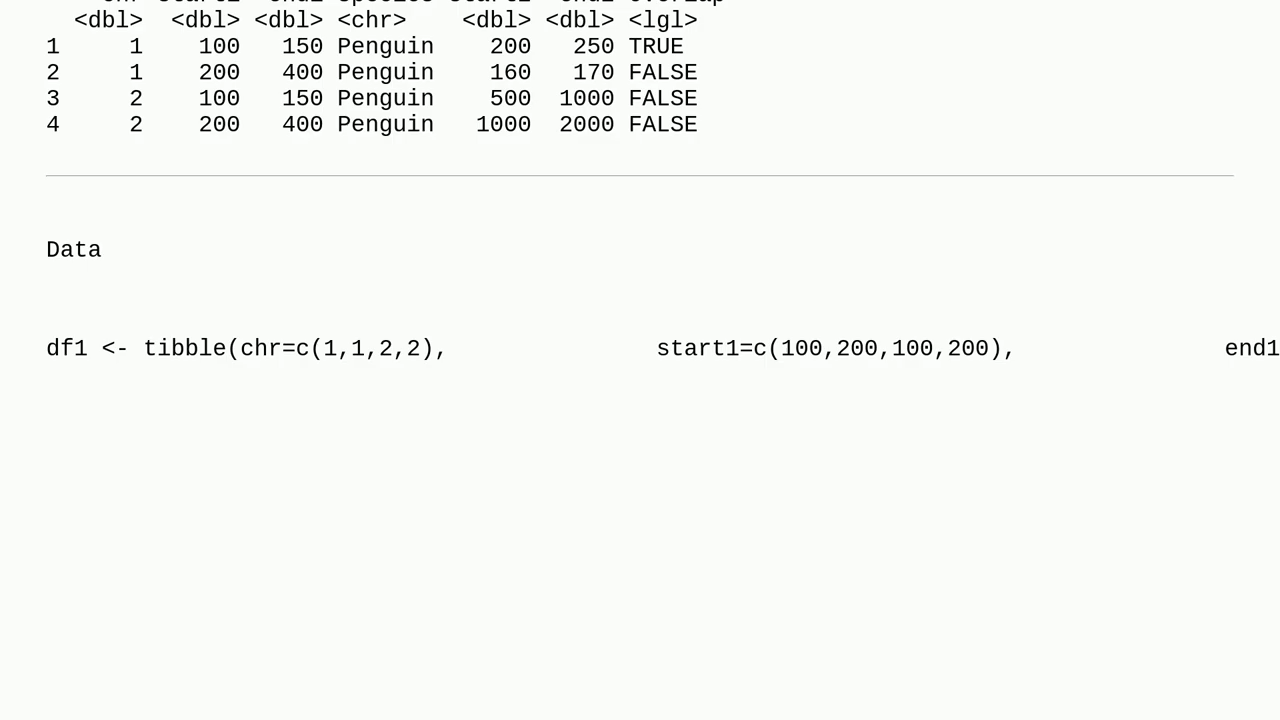 <dbl>  <dbl> <dbl> <chr>    <dbl> <dbl> <lgl>
1     1    100   150 Penguin    200   250 TRUE
2     1    200   400 Penguin    160   170 FALSE
3     2    100   150 Penguin    500  1000 FALSE
4     2    200   400 Penguin   1000  2000 FALSE
Data
df1 <- tibble(chr=c(1,1,2,2),               start1=c(100,200,100,200),               end1